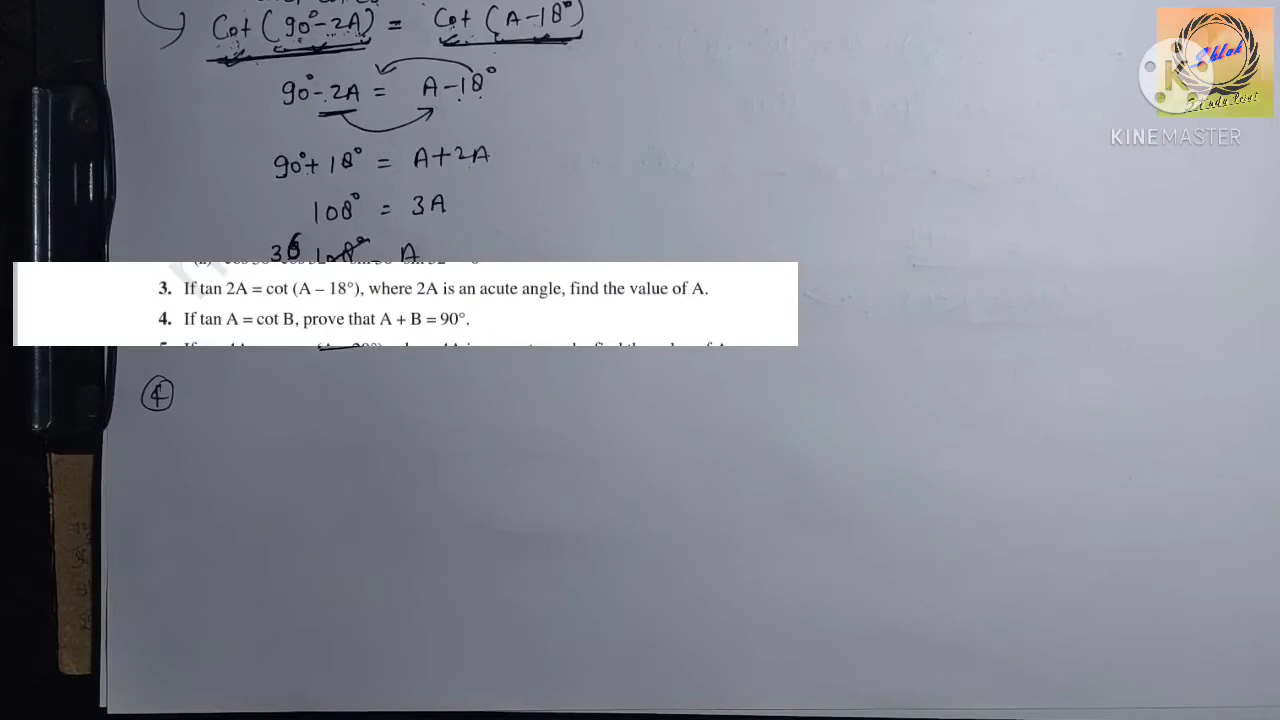 Cot (90° - 2A) = Cot (A - 18°)
90° - 2A = A - 18°
90° + 18° = A + 2A
108° = 3A
36 108° A
3. If tan 2A = cot (A – 18°), where 2A is an acute angle, find the value of A.
4. If tan A = cot B, prove that A + B = 90°.
4
K
KINEMASTER